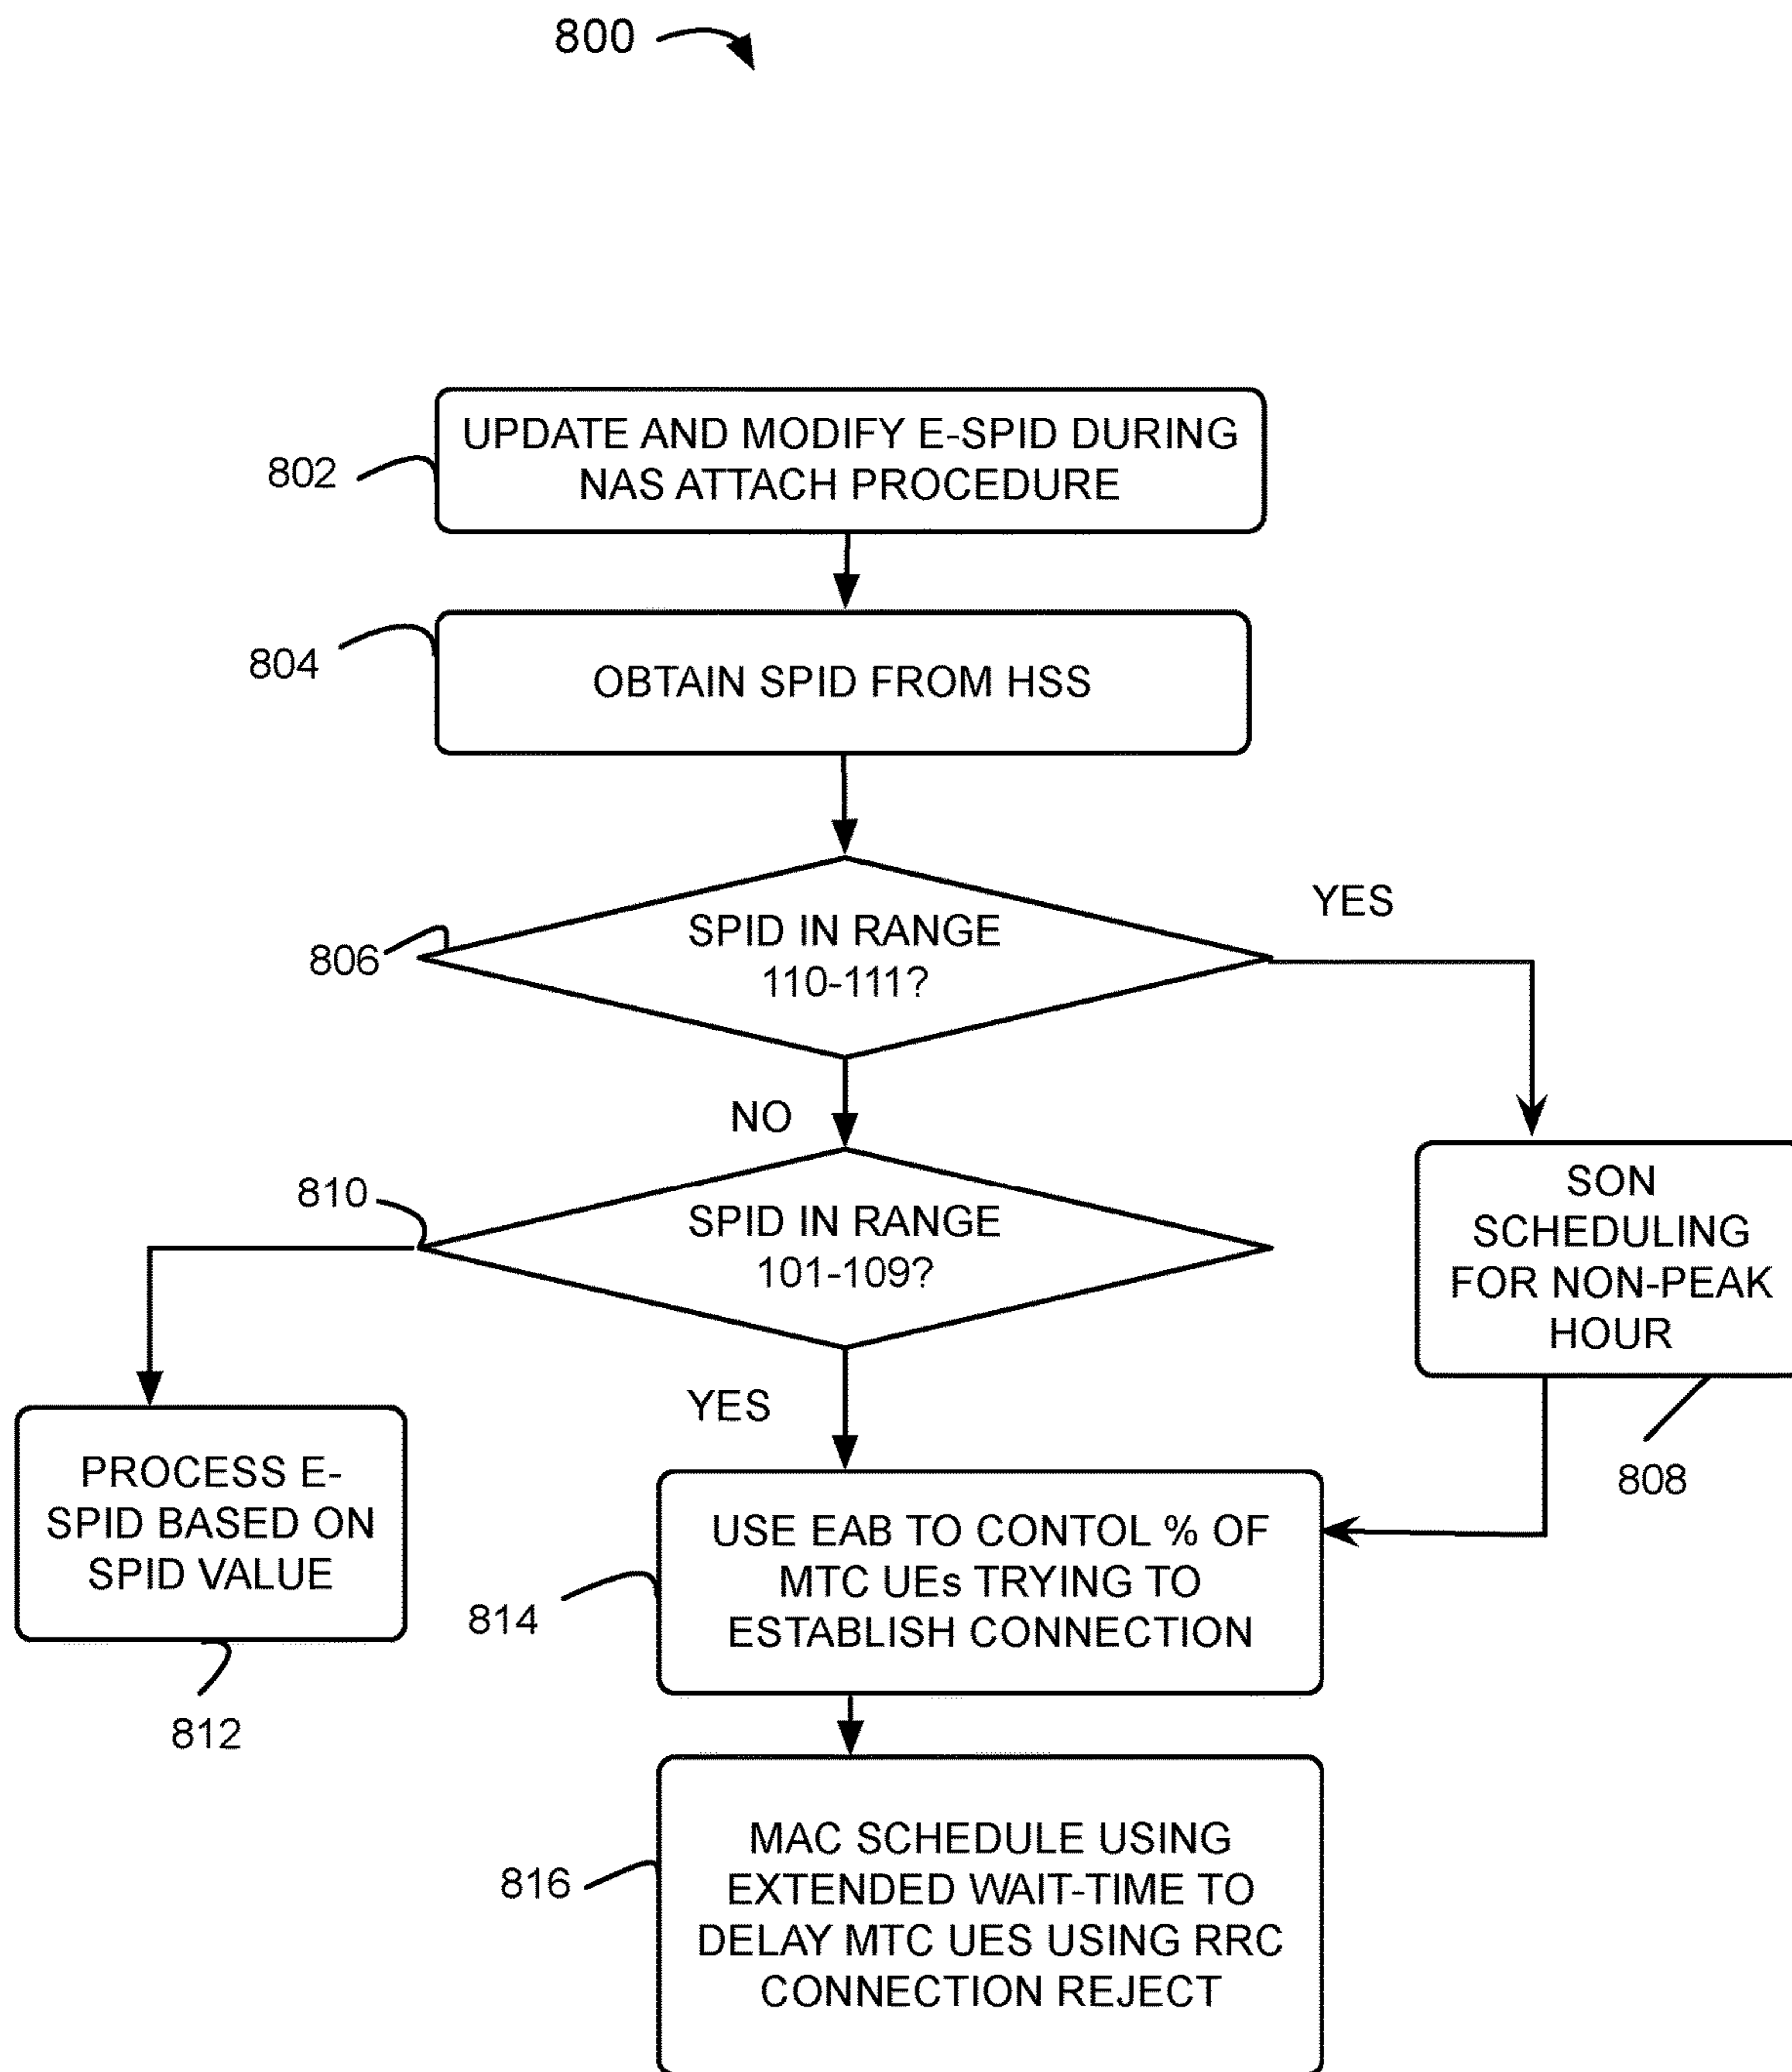 800
UPDATE AND MODIFY E-SPID DURING
NAS ATTACH PROCEDURE
802
804
OBTAIN SPID FROM HSS
YES
SPID IN RANGE
110-111?
806
NO
810
SPID IN RANGE
101-109?
SON
SCHEDULING
FOR NON-PEAK
HOUR
808
YES
PROCESS E-
SPID BASED ON
SPID VALUE
812
USE EAB TO CONTOL % OF
MTC UEs TRYING TO
ESTABLISH CONNECTION
814
MAC SCHEDULE USING
EXTENDED WAIT-TIME TO
DELAY MTC UES USING RRC
CONNECTION REJECT
816